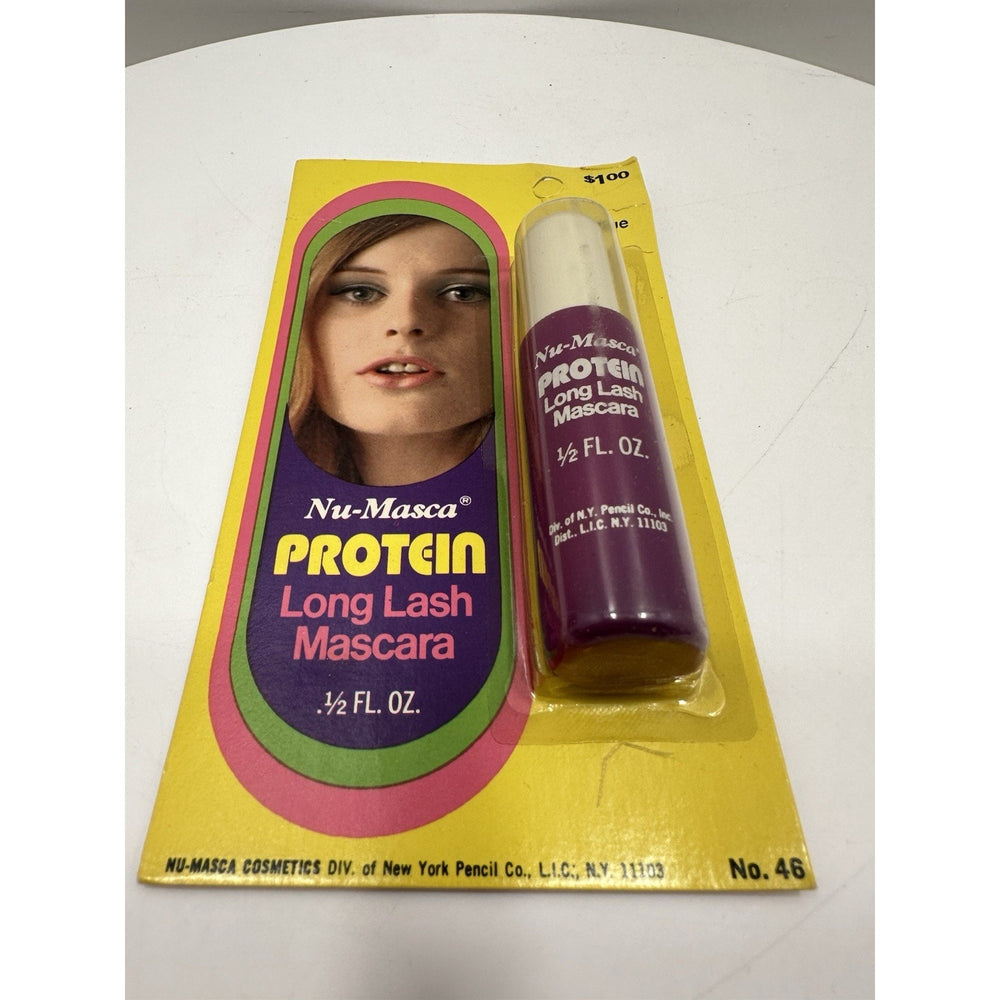 $1.00
Nu-Masca®
PROTEIN
Long Lash
Mascara
.½ FL. OZ.
Nu-Masca
PROTEIN
Long Lash
Mascara
½ FL. OZ.
Div. of N.Y. Pencil Co., Inc.
Dist., L.I.C. N.Y. 11103
NU-MASCA COSMETICS DIV. of New York Pencil Co., L.I.C., N.Y. 11103
No. 46